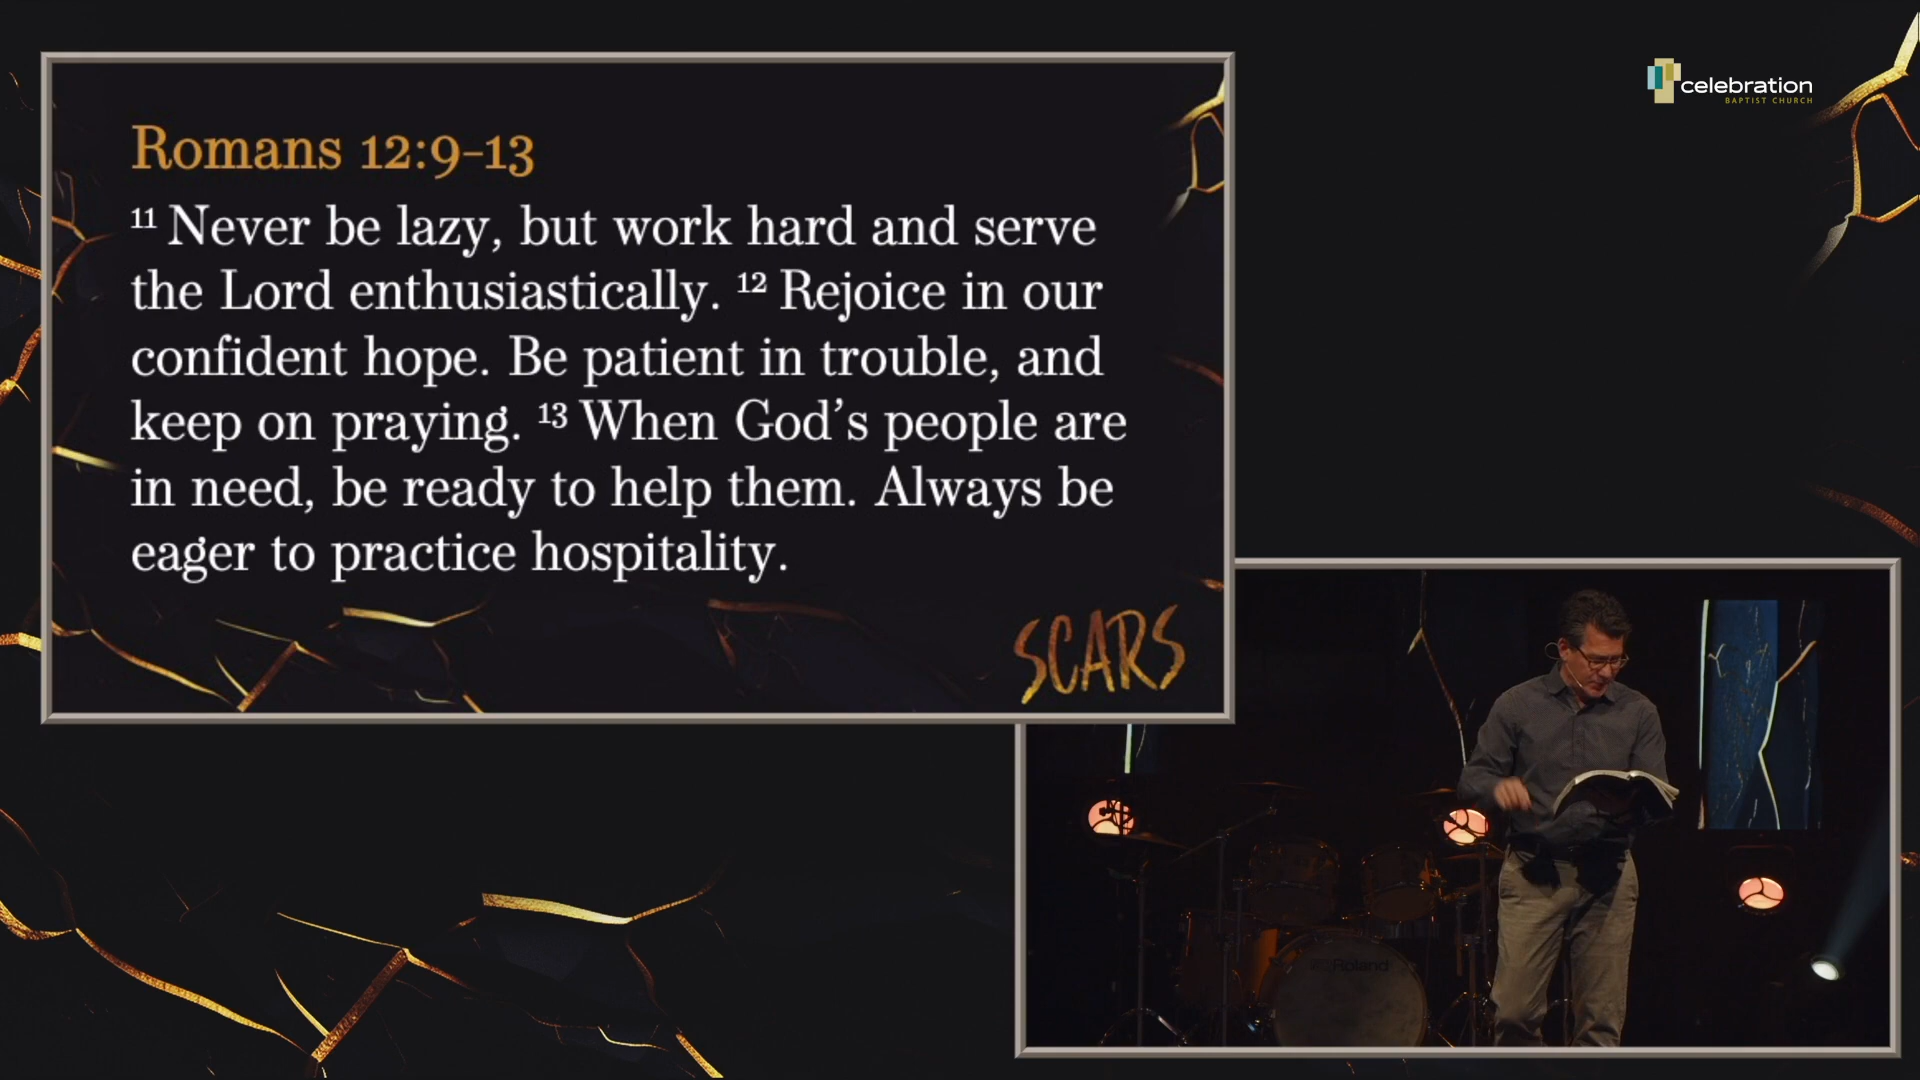 celebration
BAPTIST CHURCH
Romans 12:9–13
¹¹ Never be lazy, but work hard and serve
the Lord enthusiastically. ¹² Rejoice in our
confident hope. Be patient in trouble, and
keep on praying. ¹³ When God’s people are
in need, be ready to help them. Always be
eager to practice hospitality.
SCARS
Roland